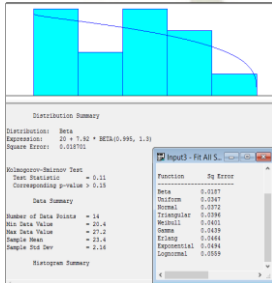 Distribution Summary
Distribution: Beta
Expression: 20 + 7.92 * BETA(0.995, 1.3)
Square Error: 0.018701
Kolmogorov-Smirnov Test
Test Statistic = 0.11
Corresponding p-value > 0.15
Data Summary
Number of Data Points = 14
Min Data Value = 20.4
Max Data Value = 27.2
Sample Mean = 23.4
Sample Std Dev = 2.16
Histogram Summary
Input3 - Fit All S...
Function Sq Error
Beta 0.0187
Uniform 0.0347
Normal 0.0372
Triangular 0.0396
Weibull 0.0401
Gamma 0.0439
Erlang 0.0464
Exponential 0.0494
Lognormal 0.0559